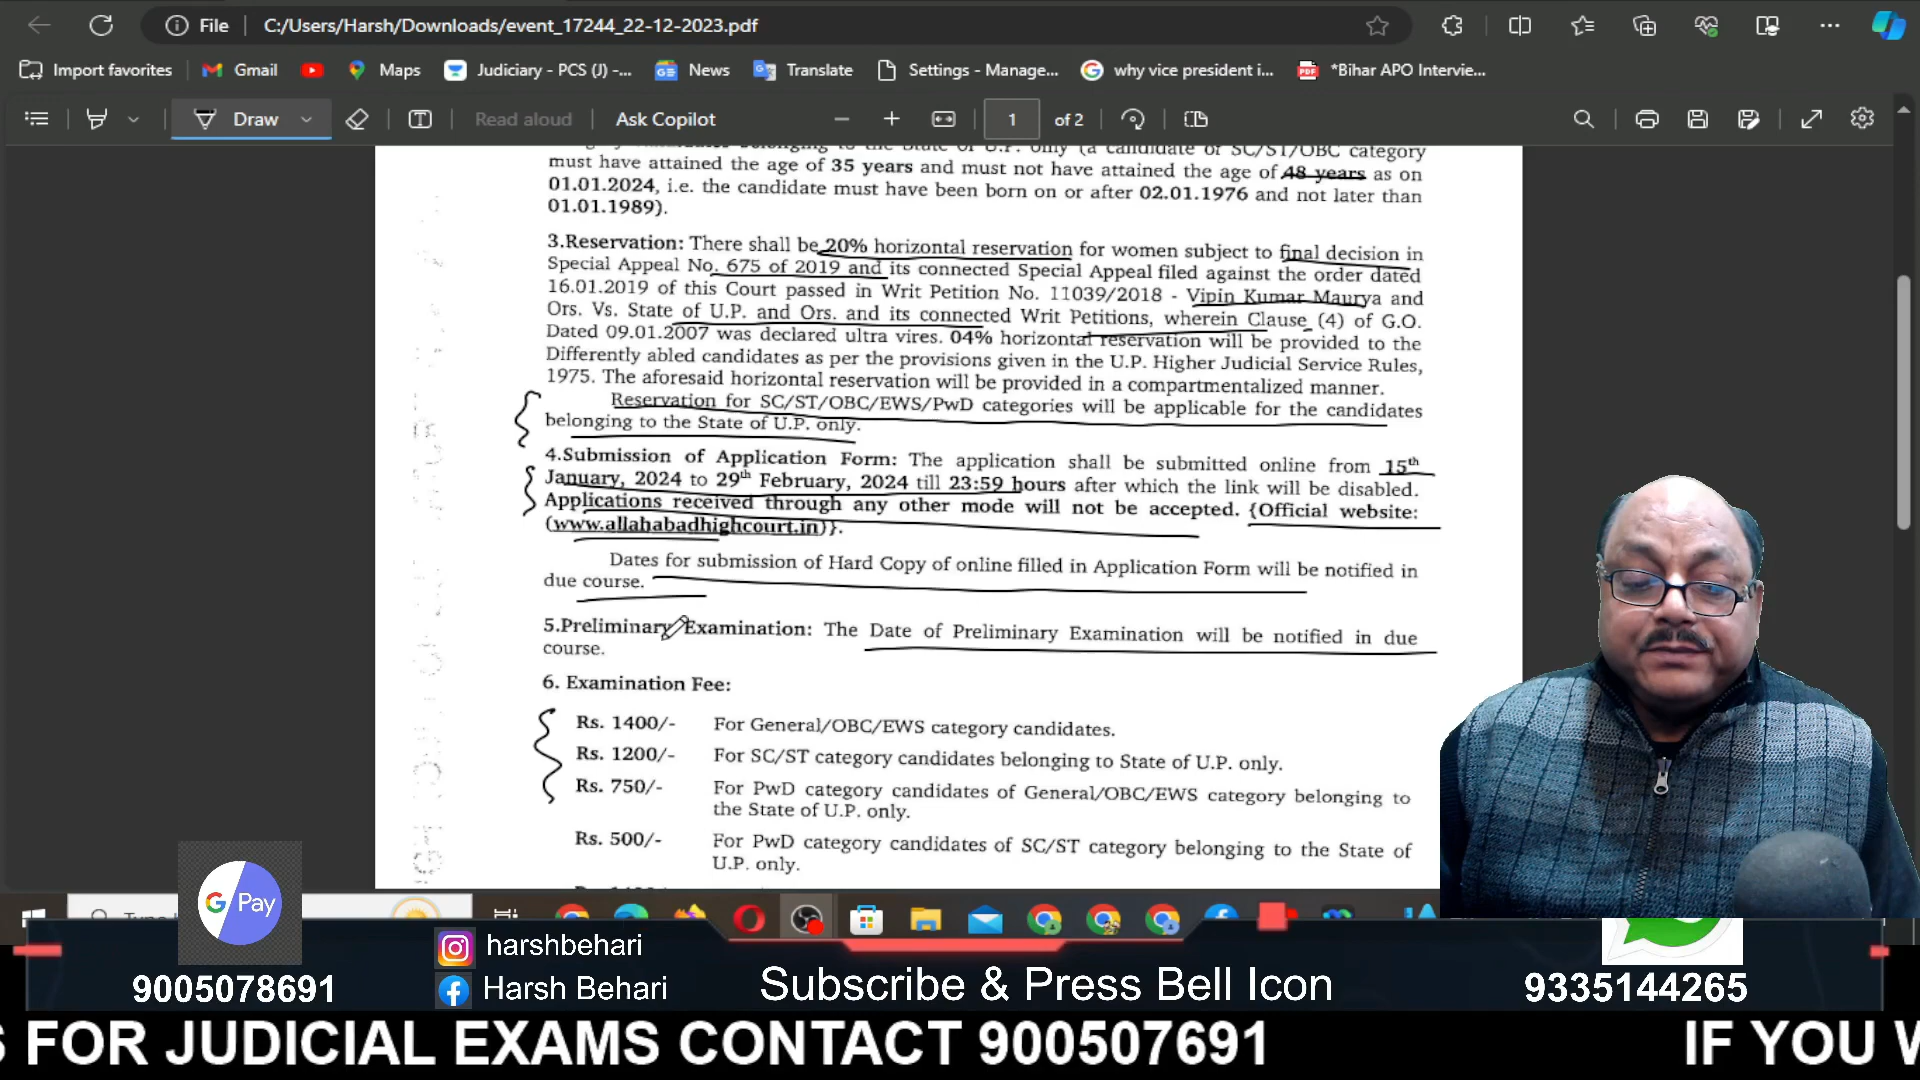 File C:/Users/Harsh/Downloads/event_17244_22-12-2023.pdf
Import favorites Gmail Maps Judiciary - PCS (J) -... News Translate Settings - Manage... why vice president i... *Bihar APO Intervie...
Draw Read aloud Ask Copilot 1 of 2
State of U.P. only (a candidate of SC/ST/OBC category
must have attained the age of 35 years and must not have attained the age of 48 years as on
01.01.2024, i.e. the candidate must have been born on or after 02.01.1976 and not later than
01.01.1989).
3.Reservation: There shall be 20% horizontal reservation for women subject to final decision in
Special Appeal No. 675 of 2019 and its connected Special Appeal filed against the order dated
16.01.2019 of this Court passed in Writ Petition No. 11039/2018 - Vipin Kumar Maurya and
Ors. Vs. State of U.P. and Ors. and its connected Writ Petitions, wherein Clause (4) of G.O.
Dated 09.01.2007 was declared ultra vires. 04% horizontal reservation will be provided to the
Differently abled candidates as per the provisions given in the U.P. Higher Judicial Service Rules,
1975. The aforesaid horizontal reservation will be provided in a compartmentalized manner.
Reservation for SC/ST/OBC/EWS/PwD categories will be applicable for the candidates
belonging to the State of U.P. only.
4.Submission of Application Form: The application shall be submitted online from 15th
January, 2024 to 29th February, 2024 till 23:59 hours after which the link will be disabled.
Applications received through any other mode will not be accepted. {Official website:
(www.allahabadhighcourt.in)}.
Dates for submission of Hard Copy of online filled in Application Form will be notified in
due course.
5.Preliminary Examination: The Date of Preliminary Examination will be notified in due
course.
6. Examination Fee:
Rs. 1400/- For General/OBC/EWS category candidates.
Rs. 1200/- For SC/ST category candidates belonging to State of U.P. only.
Rs. 750/- For PwD category candidates of General/OBC/EWS category belonging to
the State of U.P. only.
Rs. 500/- For PwD category candidates of SC/ST category belonging to the State of
U.P. only.
G Pay
9005078691
harshbehari
Harsh Behari
Subscribe & Press Bell Icon
9335144265
S FOR JUDICIAL EXAMS CONTACT 900507691 IF YOU W